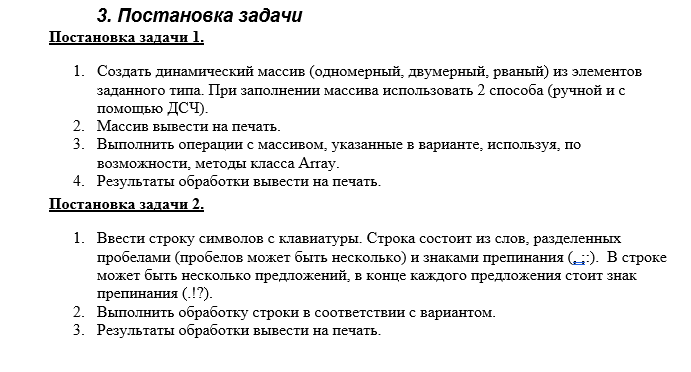 3. Постановка задачи
Постановка задачи 1.
1. Создать динамический массив (одномерный, двумерный, рваный) из элементов
заданного типа. При заполнении массива использовать 2 способа (ручной и с
помощью ДСЧ).
2. Массив вывести на печать.
3. Выполнить операции с массивом, указанные в варианте, используя, по
возможности, методы класса Array.
4. Результаты обработки вывести на печать.
Постановка задачи 2.
1. Ввести строку символов с клавиатуры. Строка состоит из слов, разделенных
пробелами (пробелов может быть несколько) и знаками препинания (,;:).  В строке
может быть несколько предложений, в конце каждого предложения стоит знак
препинания (.!?).
2. Выполнить обработку строки в соответствии с вариантом.
3. Результаты обработки вывести на печать.